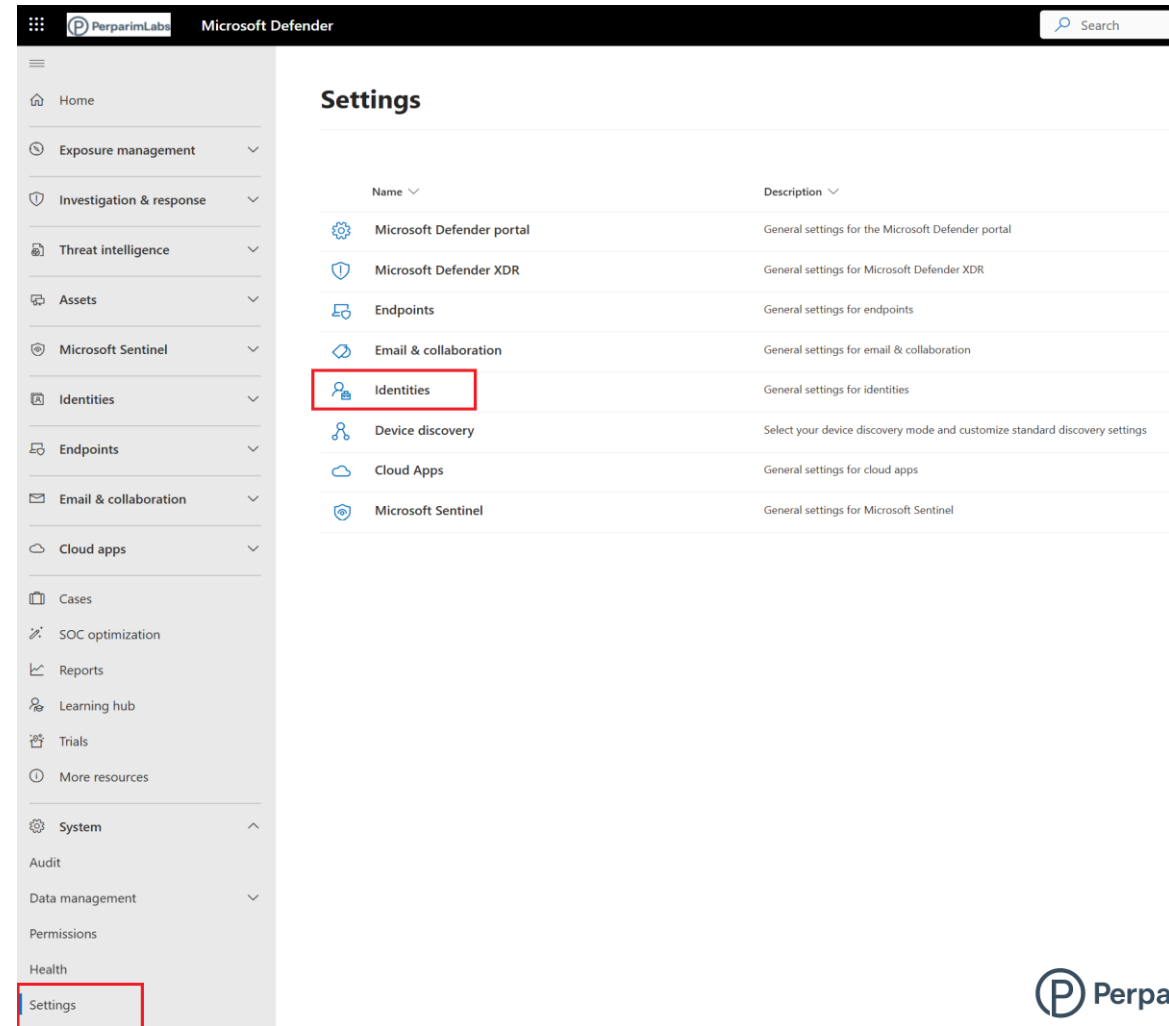 PerparimLabs Microsoft Defender Search
Home
Exposure management
Investigation & response
Threat intelligence
Assets
Microsoft Sentinel
Identities
Endpoints
Email & collaboration
Cloud apps
Cases
SOC optimization
Reports
Learning hub
Trials
More resources
System
Audit
Data management
Permissions
Health
Settings
Settings
Name Description
Microsoft Defender portal General settings for the Microsoft Defender portal
Microsoft Defender XDR General settings for Microsoft Defender XDR
Endpoints General settings for endpoints
Email & collaboration General settings for email & collaboration
Identities General settings for identities
Device discovery Select your device discovery mode and customize standard discovery settings
Cloud Apps General settings for cloud apps
Microsoft Sentinel General settings for Microsoft Sentinel
P Perpa